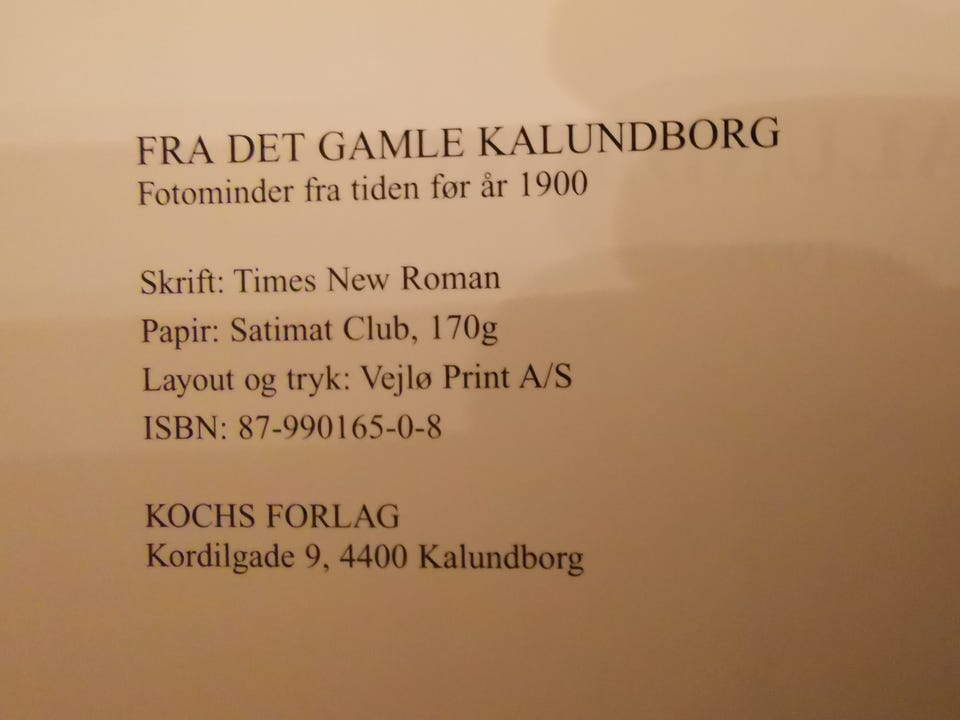 FRA DET GAMLE KALUNDBORG
Fotominder fra tiden før år 1900
Skrift: Times New Roman
Papir: Satimat Club, 170g
Layout og tryk: Vejlø Print A/S
ISBN: 87-990165-0-8
KOCHS FORLAG
Kordilgade 9, 4400 Kalundborg